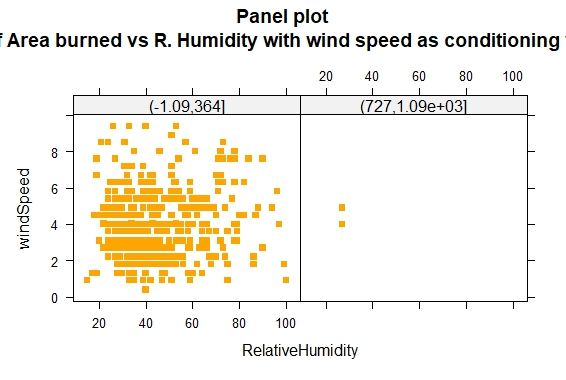 Panel plot
f Area burned vs R. Humidity with wind speed as conditioning
20 40 60 80 100
(-1.09,364] (727,1.09e+03]
8
6
4
2
0
windSpeed
20 40 60 80 100
RelativeHumidity